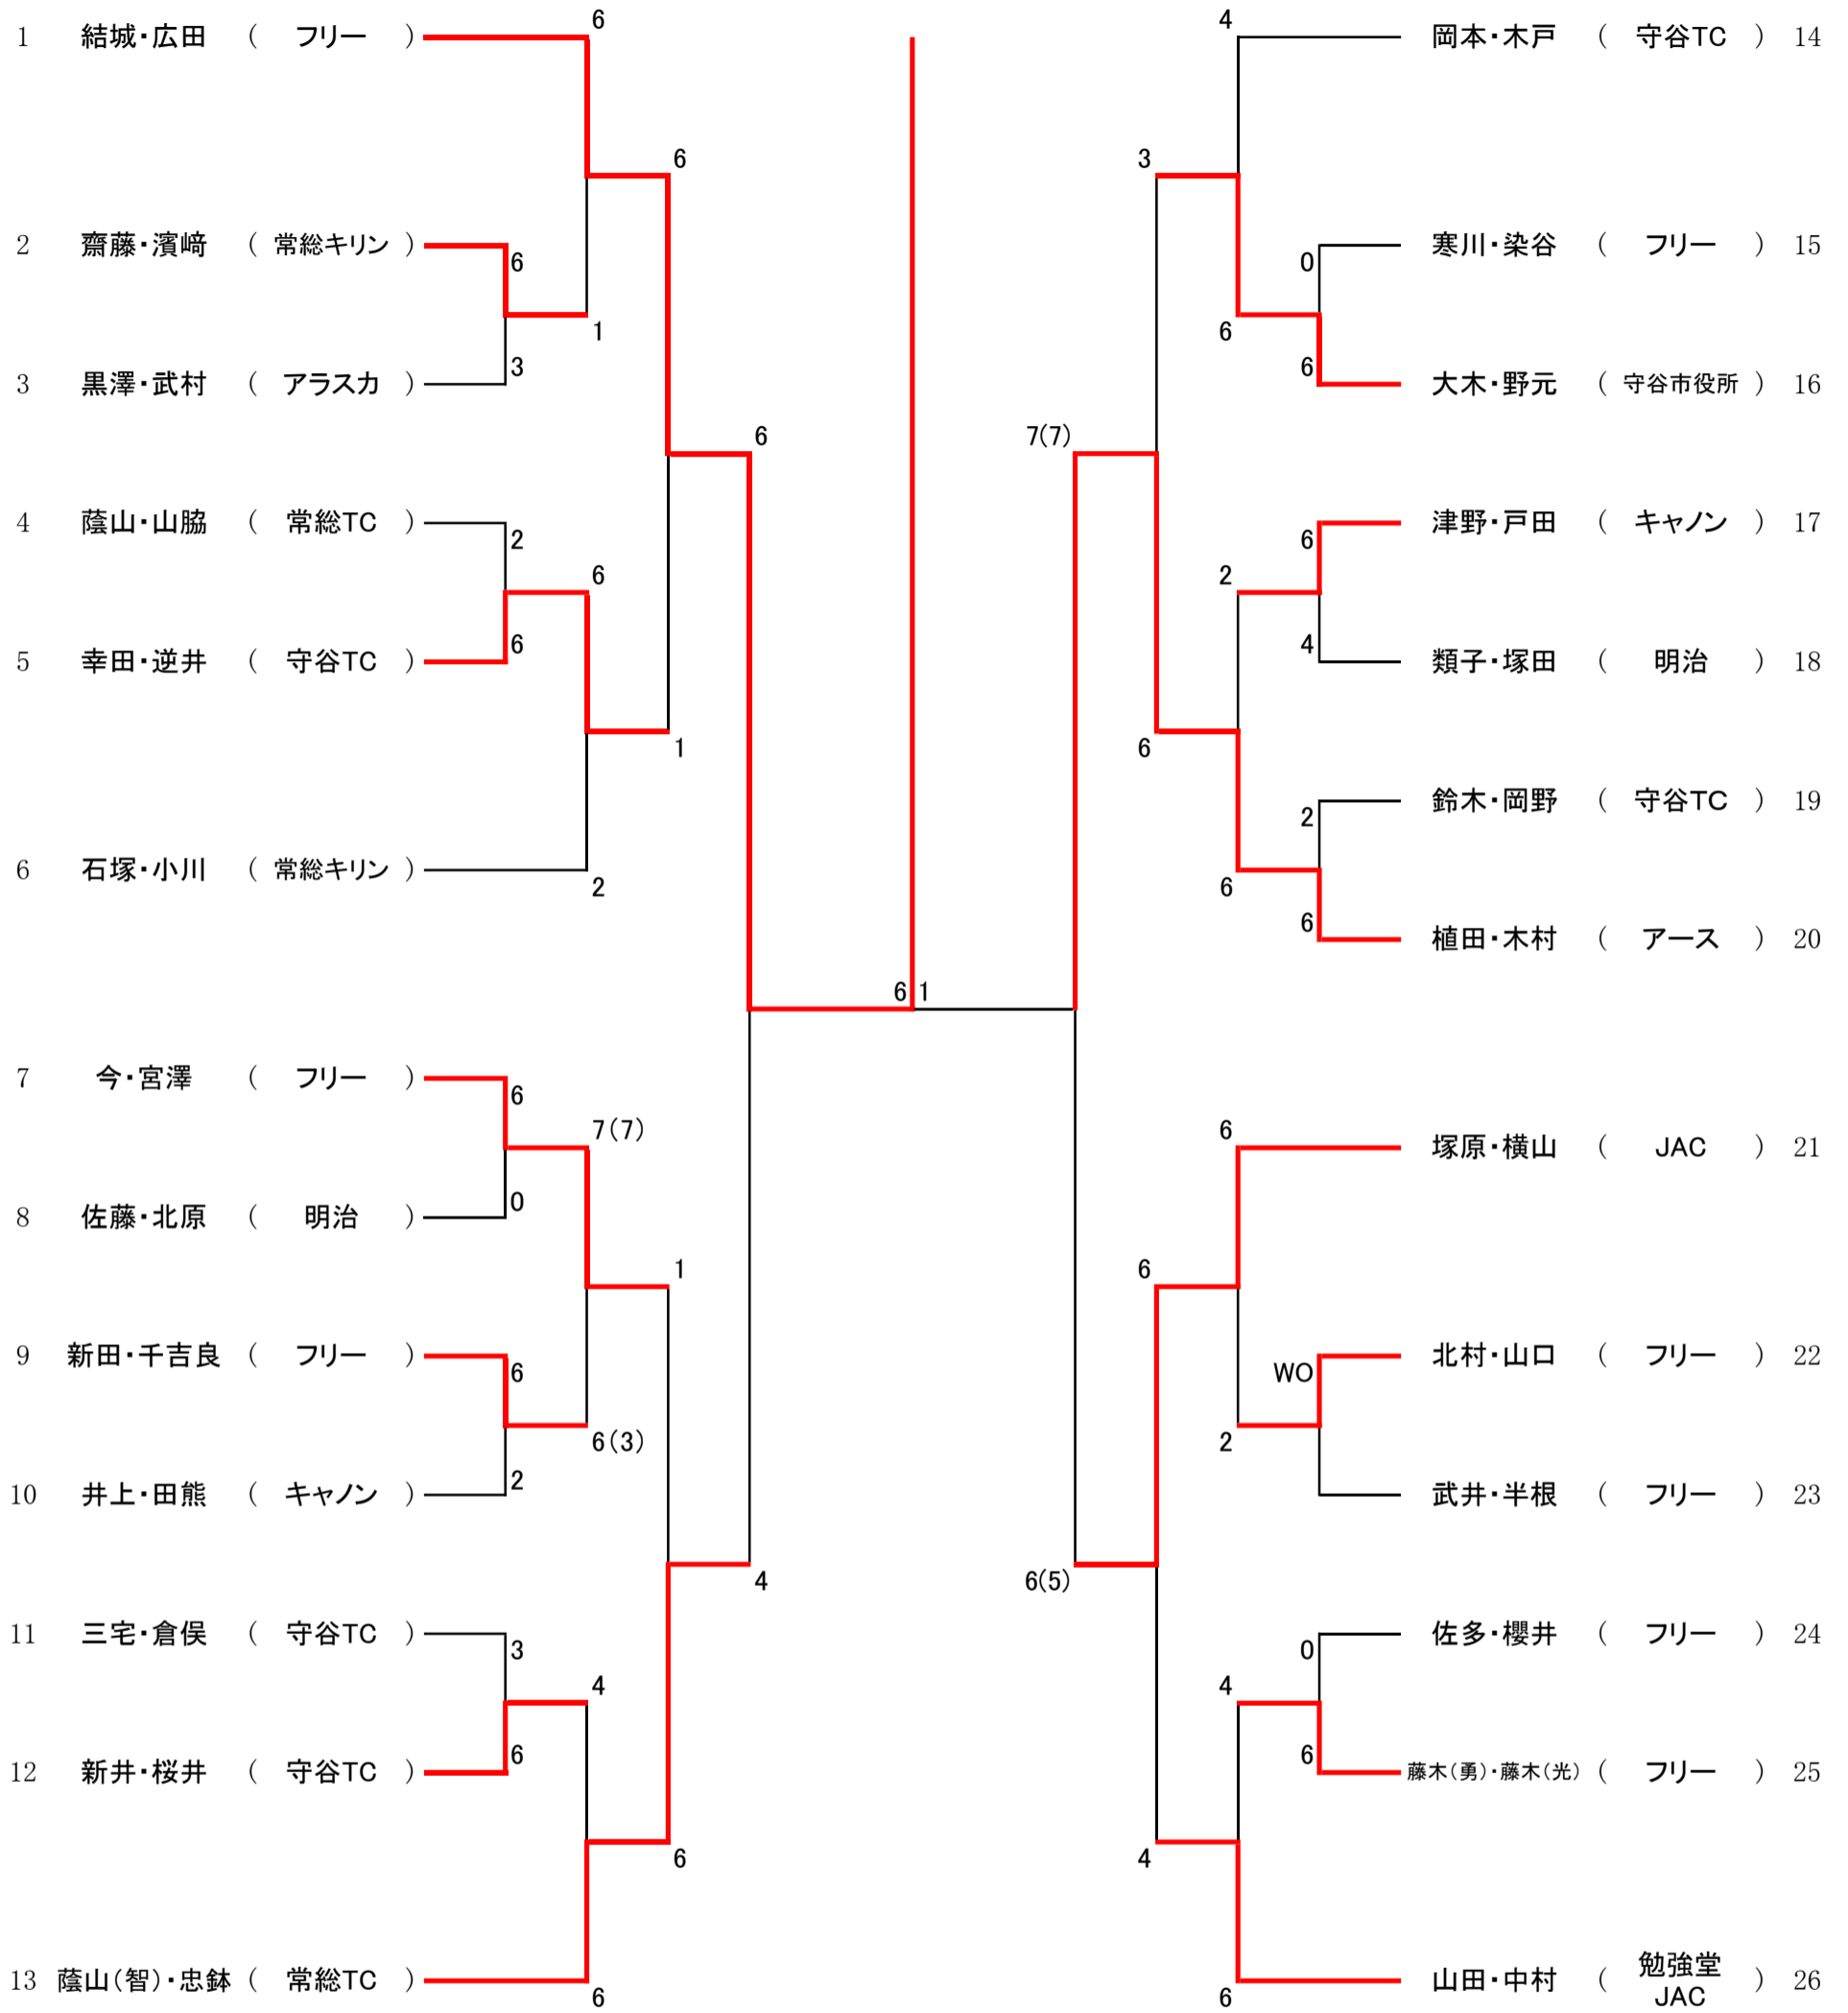 1 結城・広田 ( フリー ) 6
2 齋藤・濱﨑 ( 常総キリン ) 6
3 黒澤・武村 ( アラスカ ) 3
1
6
4 蔭山・山脇 ( 常総TC ) 2
5 幸田・逆井 ( 守谷TC ) 6
6
6 石塚・小川 ( 常総キリン ) 2
1
6
7 今・宮澤 ( フリー ) 6
8 佐藤・北原 ( 明治 ) 0
7(7)
9 新田・千吉良 ( フリー ) 6
10 井上・田熊 ( キャノン ) 2
6(3)
1
11 三宅・倉俣 ( 守谷TC ) 3
12 新井・桜井 ( 守谷TC ) 6
4
13 蔭山(智)・忠鉢 ( 常総TC ) 6
6
4
6 1
4 岡本・木戸 ( 守谷TC ) 14
0 寒川・染谷 ( フリー ) 15
6 大木・野元 ( 守谷市役所 ) 16
6
3
6 津野・戸田 ( キャノン ) 17
4 類子・塚田 ( 明治 ) 18
2
2 鈴木・岡野 ( 守谷TC ) 19
6 植田・木村 ( アース ) 20
6
6
7(7)
6 塚原・横山 ( JAC ) 21
WO 北村・山口 ( フリー ) 22
武井・半根 ( フリー ) 23
2
6
0 佐多・櫻井 ( フリー ) 24
6 藤木(勇)・藤木(光) ( フリー ) 25
4
6 山田・中村 ( 勉強堂
JAC ) 26
4
6(5)